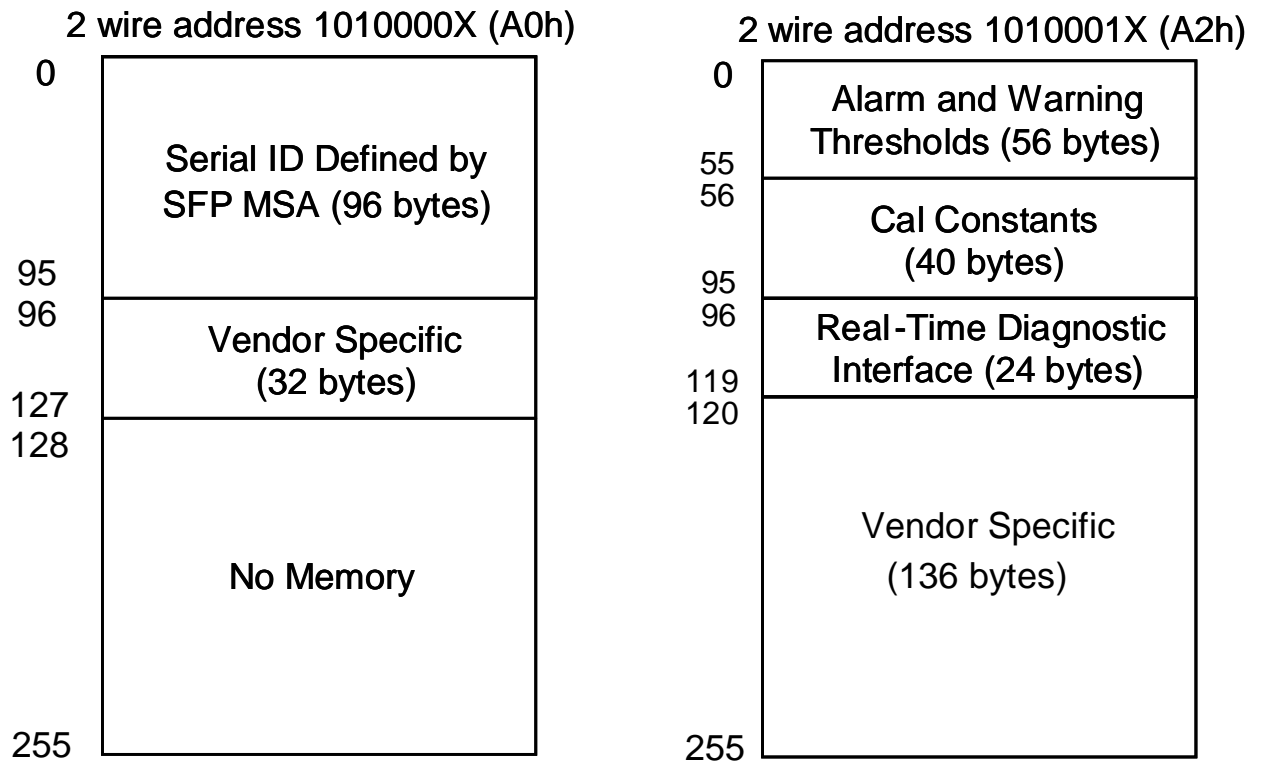 2 wire address 1010000X (A0h)
0
Serial ID Defined by
SFP MSA (96 bytes)
95
96
Vendor Specific
(32 bytes)
127
128
No Memory
255
2 wire address 1010001X (A2h)
0
Alarm and Warning
Thresholds (56 bytes)
55
56
Cal Constants
(40 bytes)
95
96
Real-Time Diagnostic
Interface (24 bytes)
119
120
Vendor Specific
(136 bytes)
255